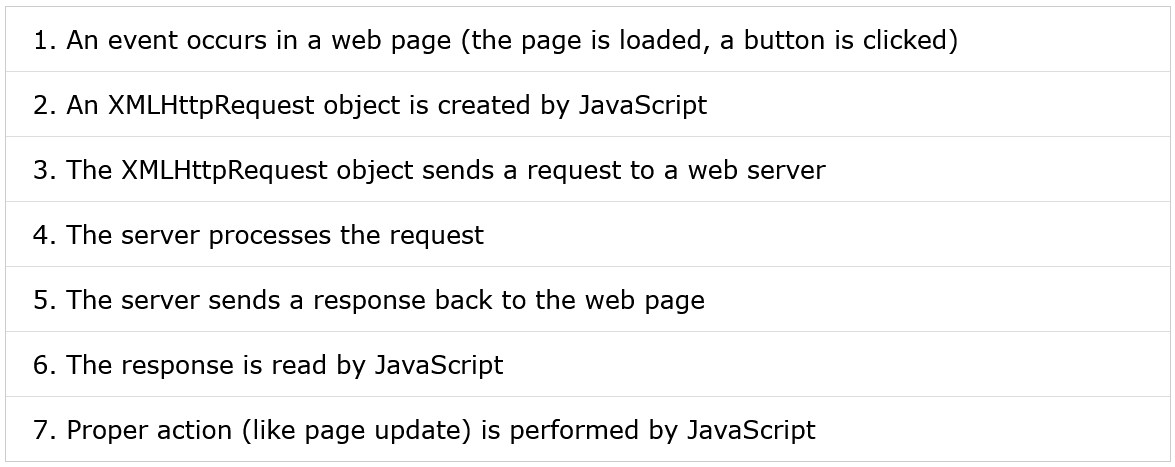 1. An event occurs in a web page (the page is loaded, a button is clicked)
2. An XMLHttpRequest object is created by JavaScript
3. The XMLHttpRequest object sends a request to a web server
4. The server processes the request
5. The server sends a response back to the web page
6. The response is read by JavaScript
7. Proper action (like page update) is performed by JavaScript